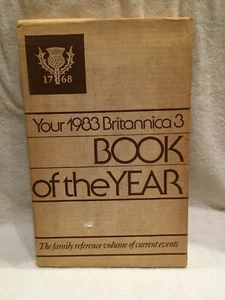 17 68
Your 1983 Britannica 3
BOOK
of the YEAR
The family reference volume of current events